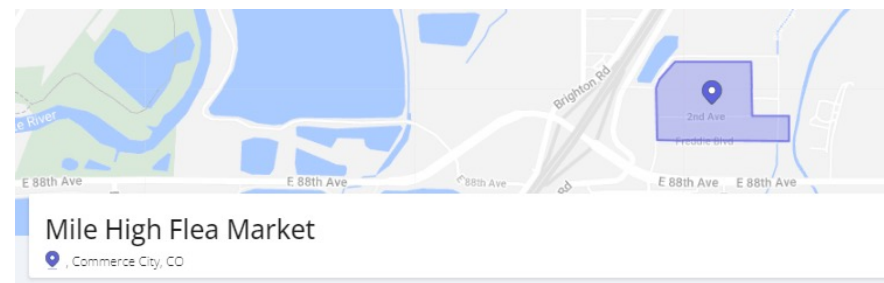 Brighton Rd
2nd Ave
e River
Freddie Blvd
E 88th Ave
E 88th Ave
E 88th Ave
E 88th Ave
E 88th Ave
Rd
Mile High Flea Market
, Commerce City, CO